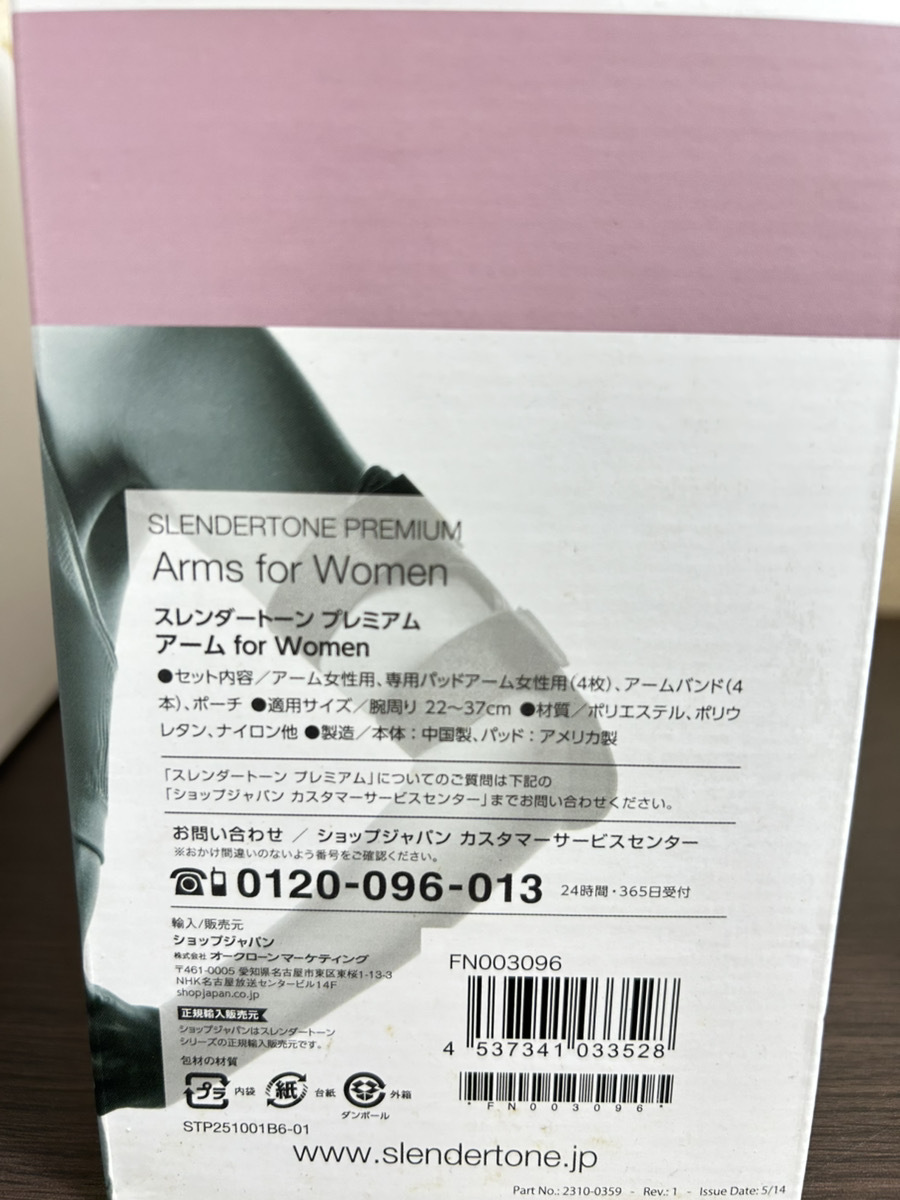 SLENDERTONE PREMIUM
Arms for Women
スレンダートーン プレミアム
アーム for Women
●セット内容／アーム女性用、専用パッドアーム女性用（4枚）、アームバンド（4
本）、ポーチ ●適用サイズ／腕周り 22〜37cm ●材質／ポリエステル、ポリウ
レタン、ナイロン他 ●製造／本体：中国製、パッド：アメリカ製
「スレンダートーン プレミアム」についてのご質問は下記の
「ショップジャパン カスタマーサービスセンター」までお問い合わせください。
お問い合わせ ／ ショップジャパン カスタマーサービスセンター
※おかけ間違いのないよう番号をご確認ください。
0120-096-013 24時間・365日受付
輸入/販売元
ショップジャパン
株式会社 オークローンマーケティング
〒461-0005 愛知県名古屋市東区東桜1-13-3
NHK名古屋放送センタービル14F
shopjapan.co.jp
正規輸入販売元
ショップジャパンはスレンダートーン
シリーズの正規輸入販売元です。
包材の材質
プラ 内袋 紙 台紙 ダンボール 外箱
STP251001B6-01
FN003096
4 537341 033528
*FN003096*
www.slendertone.jp
Part No.: 2310-0359 - Rev.: 1 - Issue Date: 5/14